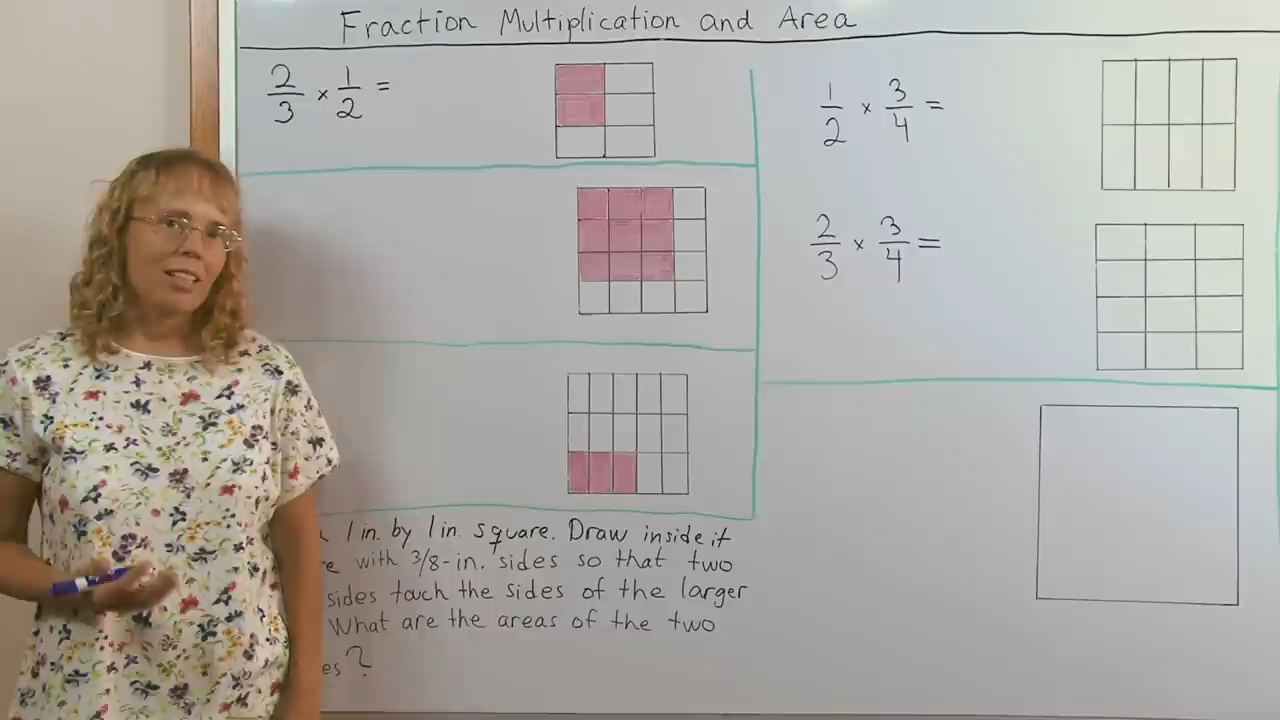 Fraction Multiplication and Area
2/3 × 1/2 =
1/2 × 3/4 =
2/3 × 3/4 =
1 in. by 1 in. square. Draw inside it
with 3/8-in. sides so that two
sides touch the sides of the larger
What are the areas of the two
?